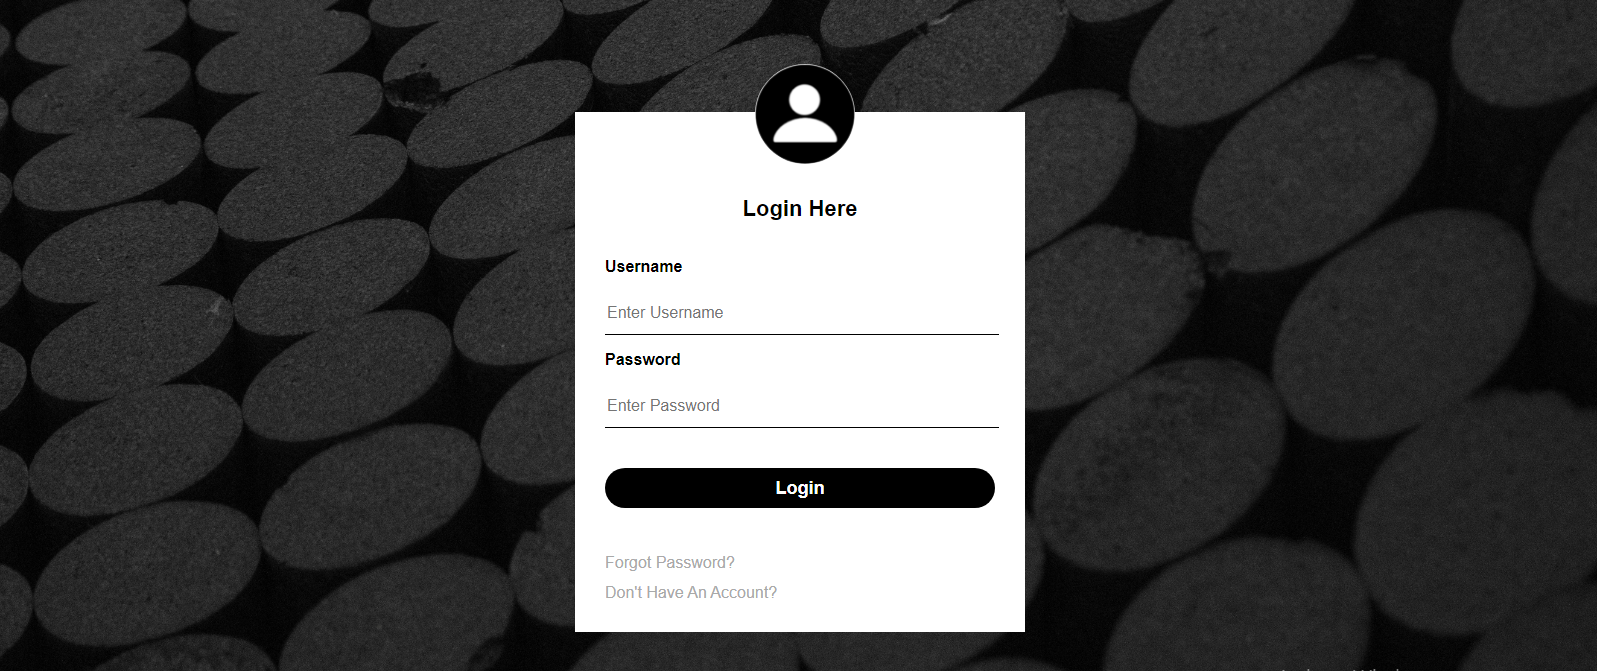 Login Here
Username
Enter Username
Password
Enter Password
Login
Forgot Password?
Don't Have An Account?